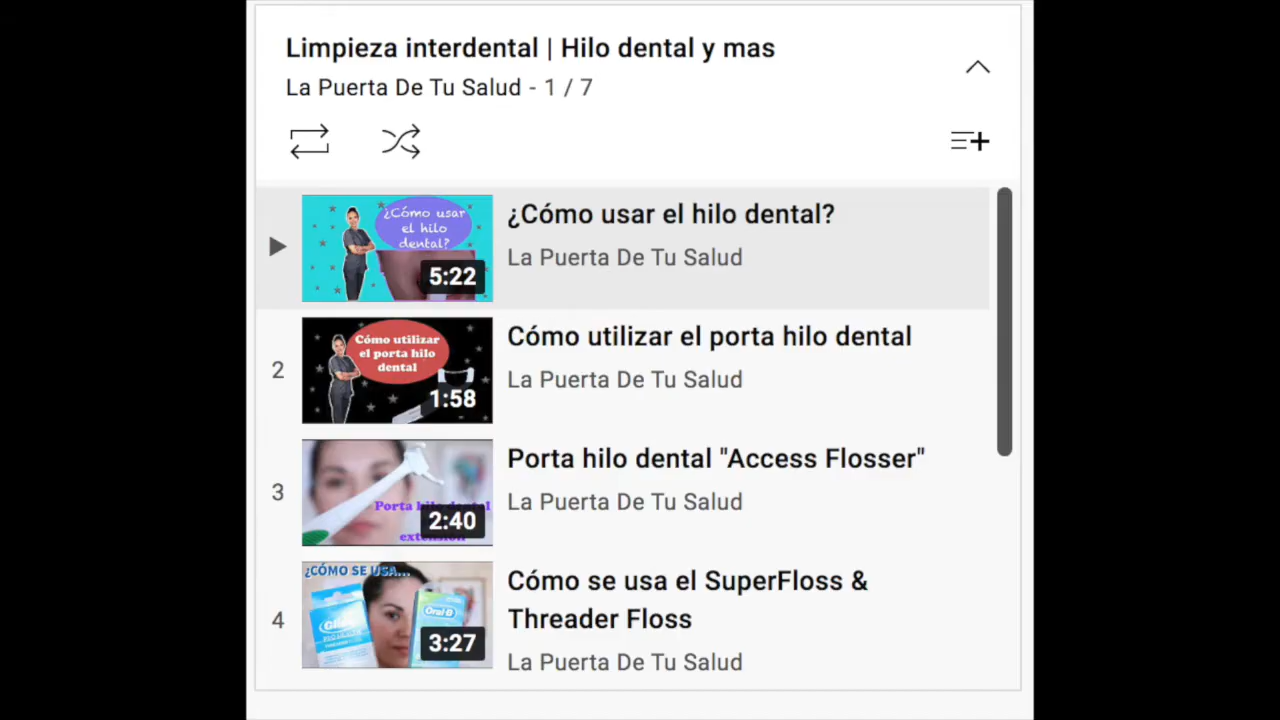 Limpieza interdental | Hilo dental y mas
La Puerta De Tu Salud - 1 / 7
¿Cómo usar
el hilo
dental?
5:22
¿Cómo usar el hilo dental?
La Puerta De Tu Salud
2
Cómo utilizar
el porta hilo
dental
1:58
Cómo utilizar el porta hilo dental
La Puerta De Tu Salud
3
Porta hilo dental
extensión
2:40
Porta hilo dental "Access Flosser"
La Puerta De Tu Salud
4
¿CÓMO SE USA...
Glide
Oral-B
3:27
Cómo se usa el SuperFloss &
Threader Floss
La Puerta De Tu Salud